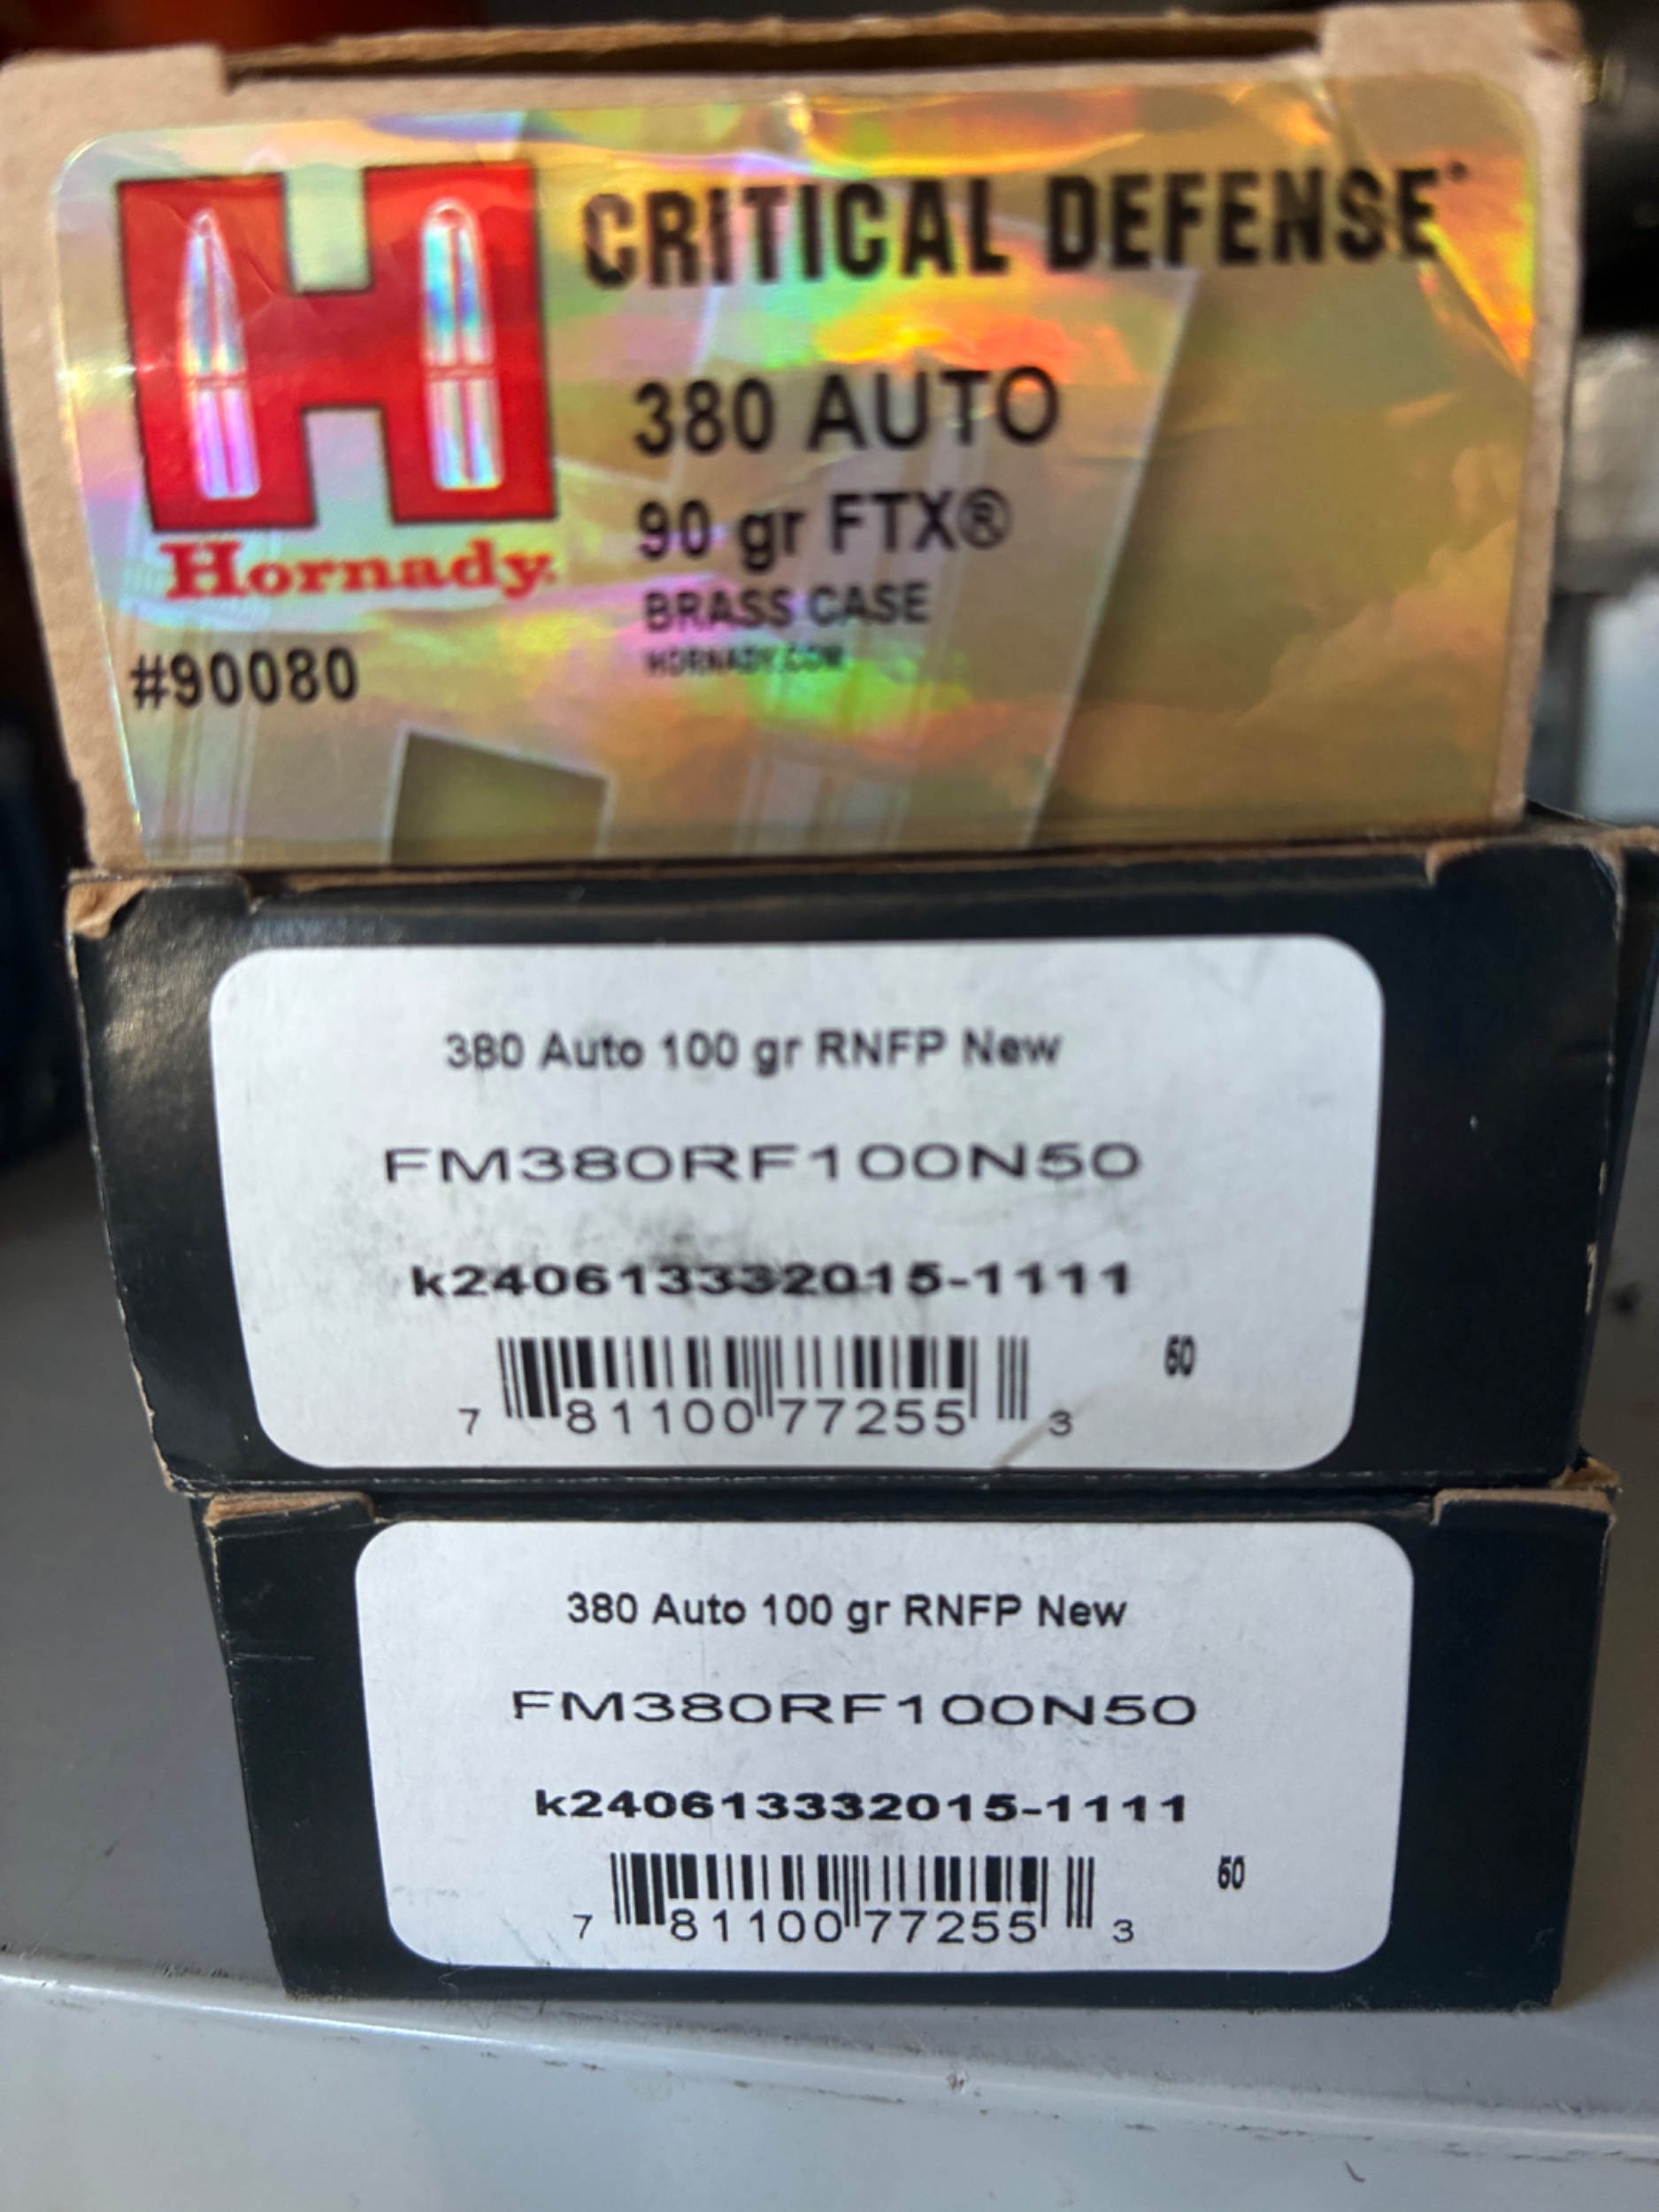 CRITICAL DEFENSE
380 AUTO
90 gr FTX®
BRASS CASE
HORNADY.COM
Hornady
#90080
380 Auto 100 gr RNFP New
FM380RF100N50
k240613332015-1111
50
7 81100 77255 3
380 Auto 100 gr RNFP New
FM380RF100N50
k240613332015-1111
50
7 81100 77255 3